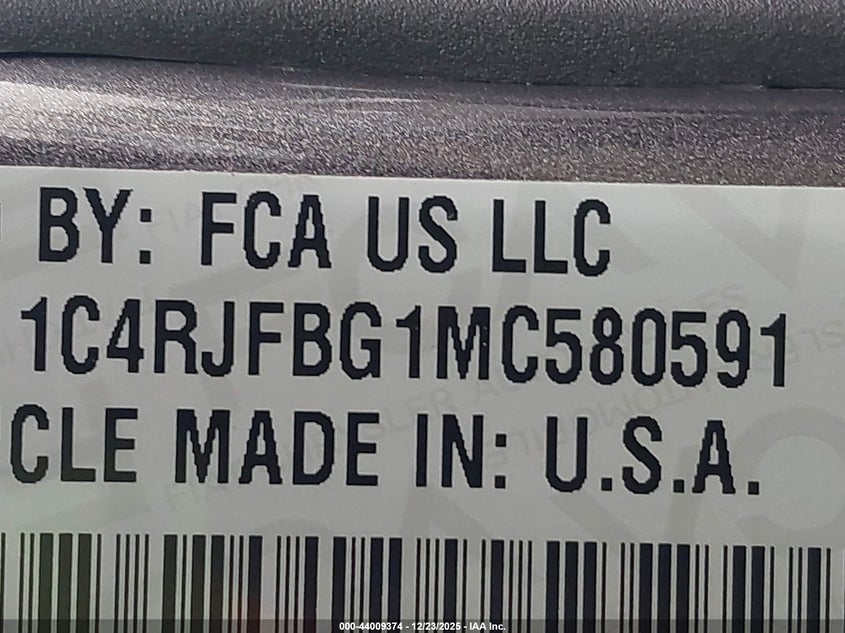 BY: FCA US LLC
1C4RJFBG1MC580591
CLE MADE IN: U.S.A.
000-44009374 - 12/23/2025 - IAA Inc.